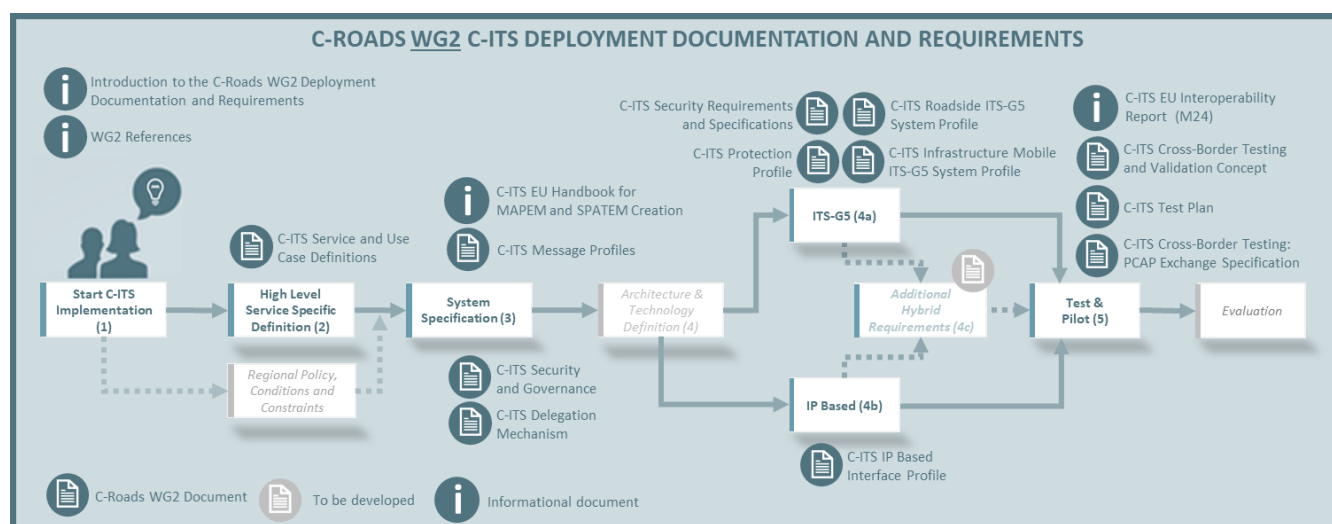 C-ROADS WG2 C-ITS DEPLOYMENT DOCUMENTATION AND REQUIREMENTS
Introduction to the C-Roads WG2 Deployment
Documentation and Requirements
WG2 References
C-ITS Security Requirements
and Specifications
C-ITS Roadside ITS-G5
System Profile
C-ITS Protection
Profile
C-ITS Infrastructure Mobile
ITS-G5 System Profile
C-ITS EU Interoperability
Report (M24)
C-ITS Cross-Border Testing
and Validation Concept
C-ITS Test Plan
C-ITS Cross-Border Testing:
PCAP Exchange Specification
C-ITS EU Handbook for
MAPEM and SPATEM Creation
C-ITS Message Profiles
C-ITS Service and Use
Case Definitions
ITS-G5 (4a)
Start C-ITS
Implementation
(1)
High Level
Service Specific
Definition (2)
System
Specification (3)
Architecture &
Technology
Definition (4)
Additional
Hybrid
Requirements (4c)
Test &
Pilot (5)
Evaluation
Regional Policy,
Conditions and
Constraints
C-ITS Security
and Governance
C-ITS Delegation
Mechanism
IP Based (4b)
C-ITS IP Based
Interface Profile
C-Roads WG2 Document
To be developed
Informational document